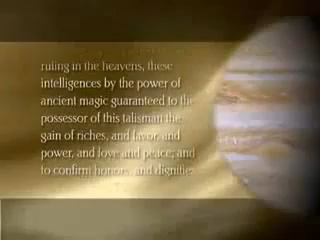 ruling in the heavens, these
intelligences by the power of
ancient magic guaranteed to the
possessor of this talisman the
gain of riches, and favor, and
power, and love and peace; and
to confirm honors, and dignitie